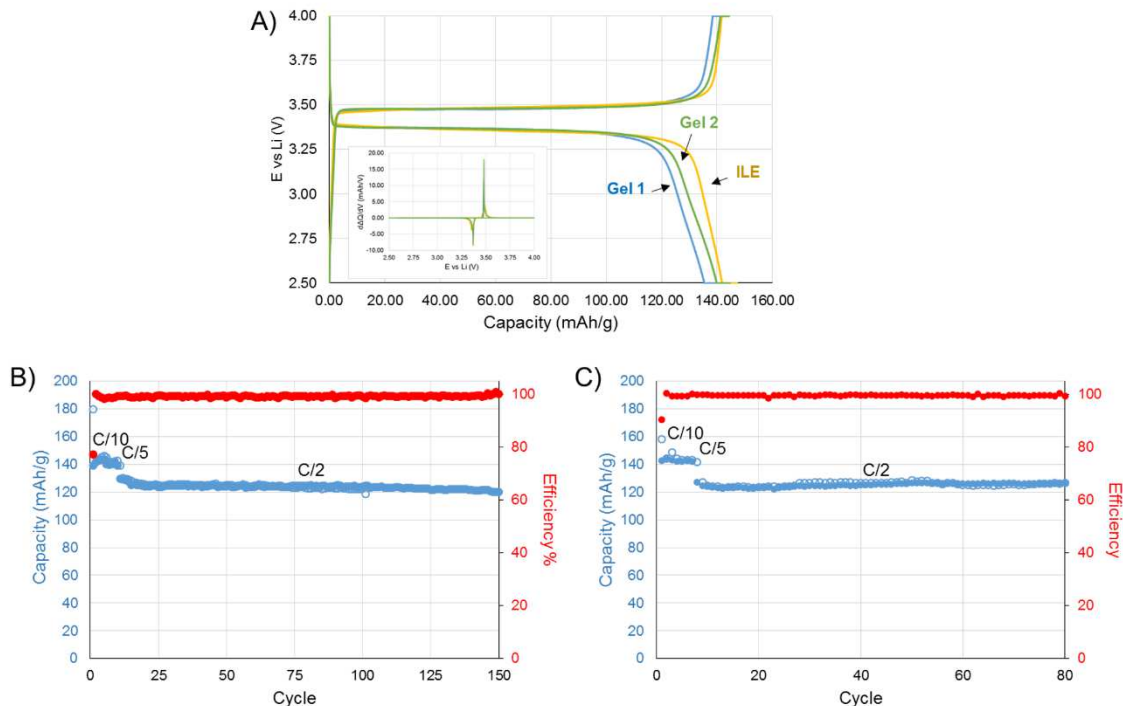 A)
4.00
3.75
3.50
3.25
3.00
2.75
2.50
E vs Li (V)
0.00 20.00 40.00 60.00 80.00 100.00 120.00 140.00 160.00
Capacity (mAh/g)
Gel 2
Gel 1
ILE
20.00
15.00
10.00
5.00
0.00
-5.00
-10.00
dΔQ/dV (mAh/V)
2.50 2.75 3.00 3.25 3.50 3.75 4.00
E vs Li (V)
B)
200
180
160
140
120
100
80
60
40
20
0
Capacity (mAh/g)
C/10
C/5
C/2
100
80
60
40
20
0
Efficiency %
0 25 50 75 100 125 150
Cycle
C)
200
180
160
140
120
100
80
60
40
20
0
Capacity (mAh/g)
C/10
C/5
C/2
100
80
60
40
20
0
Efficiency
0 20 40 60 80
Cycle